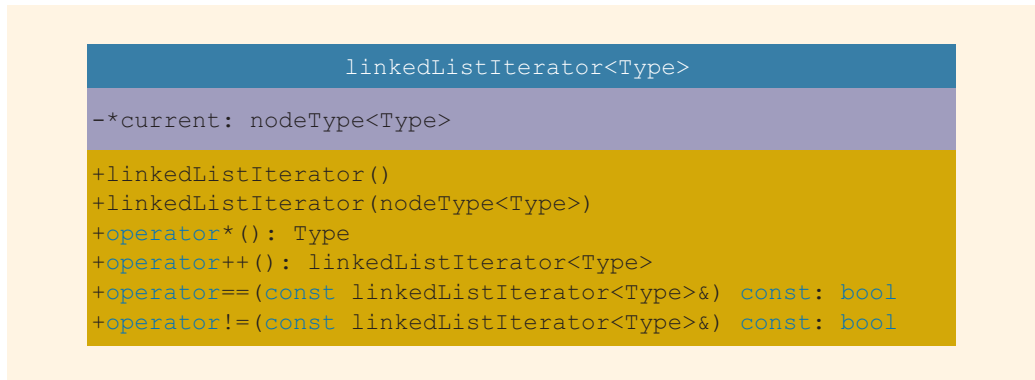 linkedListIterator<Type>
-*current: nodeType<Type>
+linkedListIterator()
+linkedListIterator(nodeType<Type>)
+operator*(): Type
+operator++(): linkedListIterator<Type>
+operator==(const linkedListIterator<Type>&) const: bool
+operator!=(const linkedListIterator<Type>&) const: bool